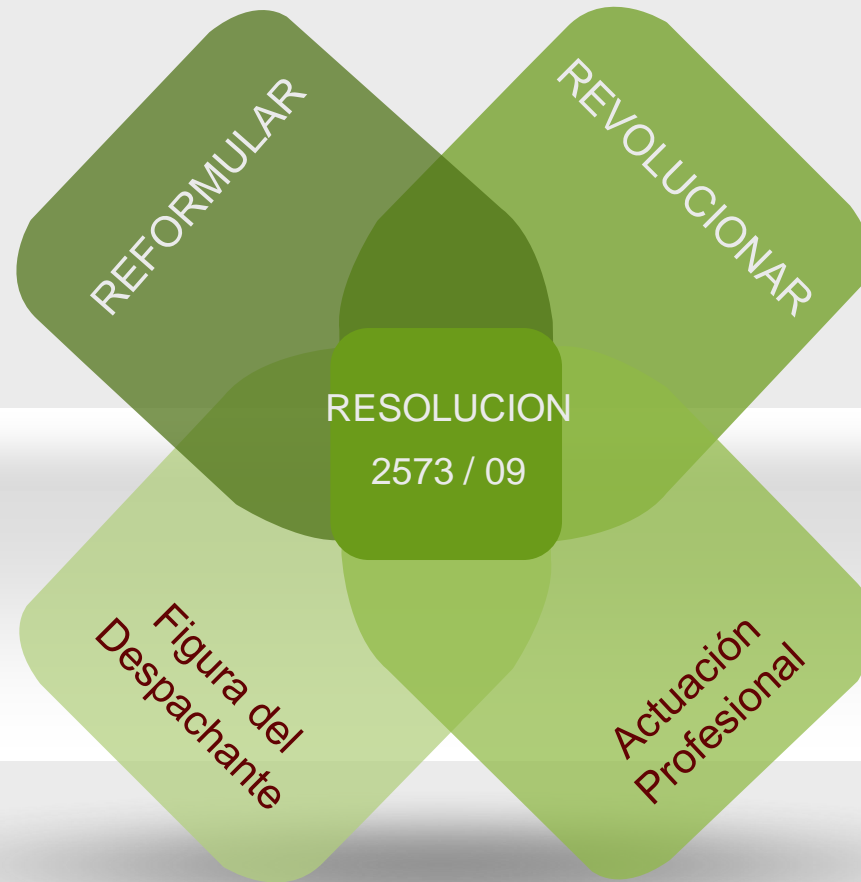 REFORMULAR
REVOLUCIONAR
RESOLUCION
2573 / 09
Figura del
Despachante
Actuación
Profesional